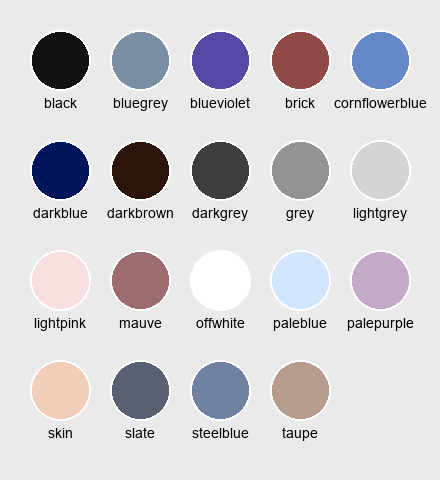 black bluegrey blueviolet brick cornflowerblue
darkblue darkbrown darkgrey grey lightgrey
lightpink mauve offwhite paleblue palepurple
skin slate steelblue taupe